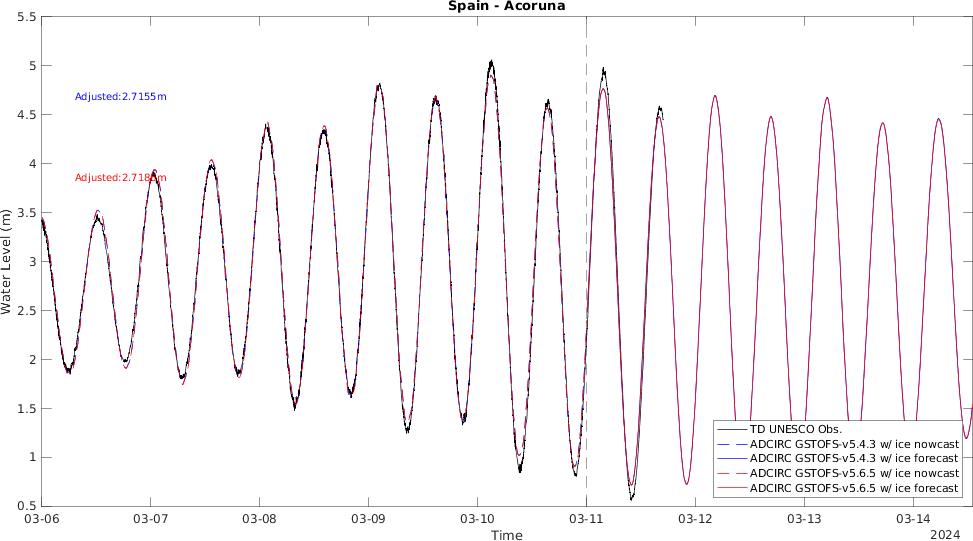 Spain - Acoruna
5.5
5
4.5
4
3.5
3
2.5
2
1.5
1
0.5
Water Level (m)
Adjusted:2.7155m
TD UNESCO Obs.
ADCIRC GSTOFS-v5.4.3 w/ ice nowcast
ADCIRC GSTOFS-v5.4.3 w/ ice forecast
ADCIRC GSTOFS-v5.6.5 w/ ice nowcast
ADCIRC GSTOFS-v5.6.5 w/ ice forecast
03-06
03-07
03-08
03-09
03-10
03-11
03-12
03-13
03-14
Time
2024